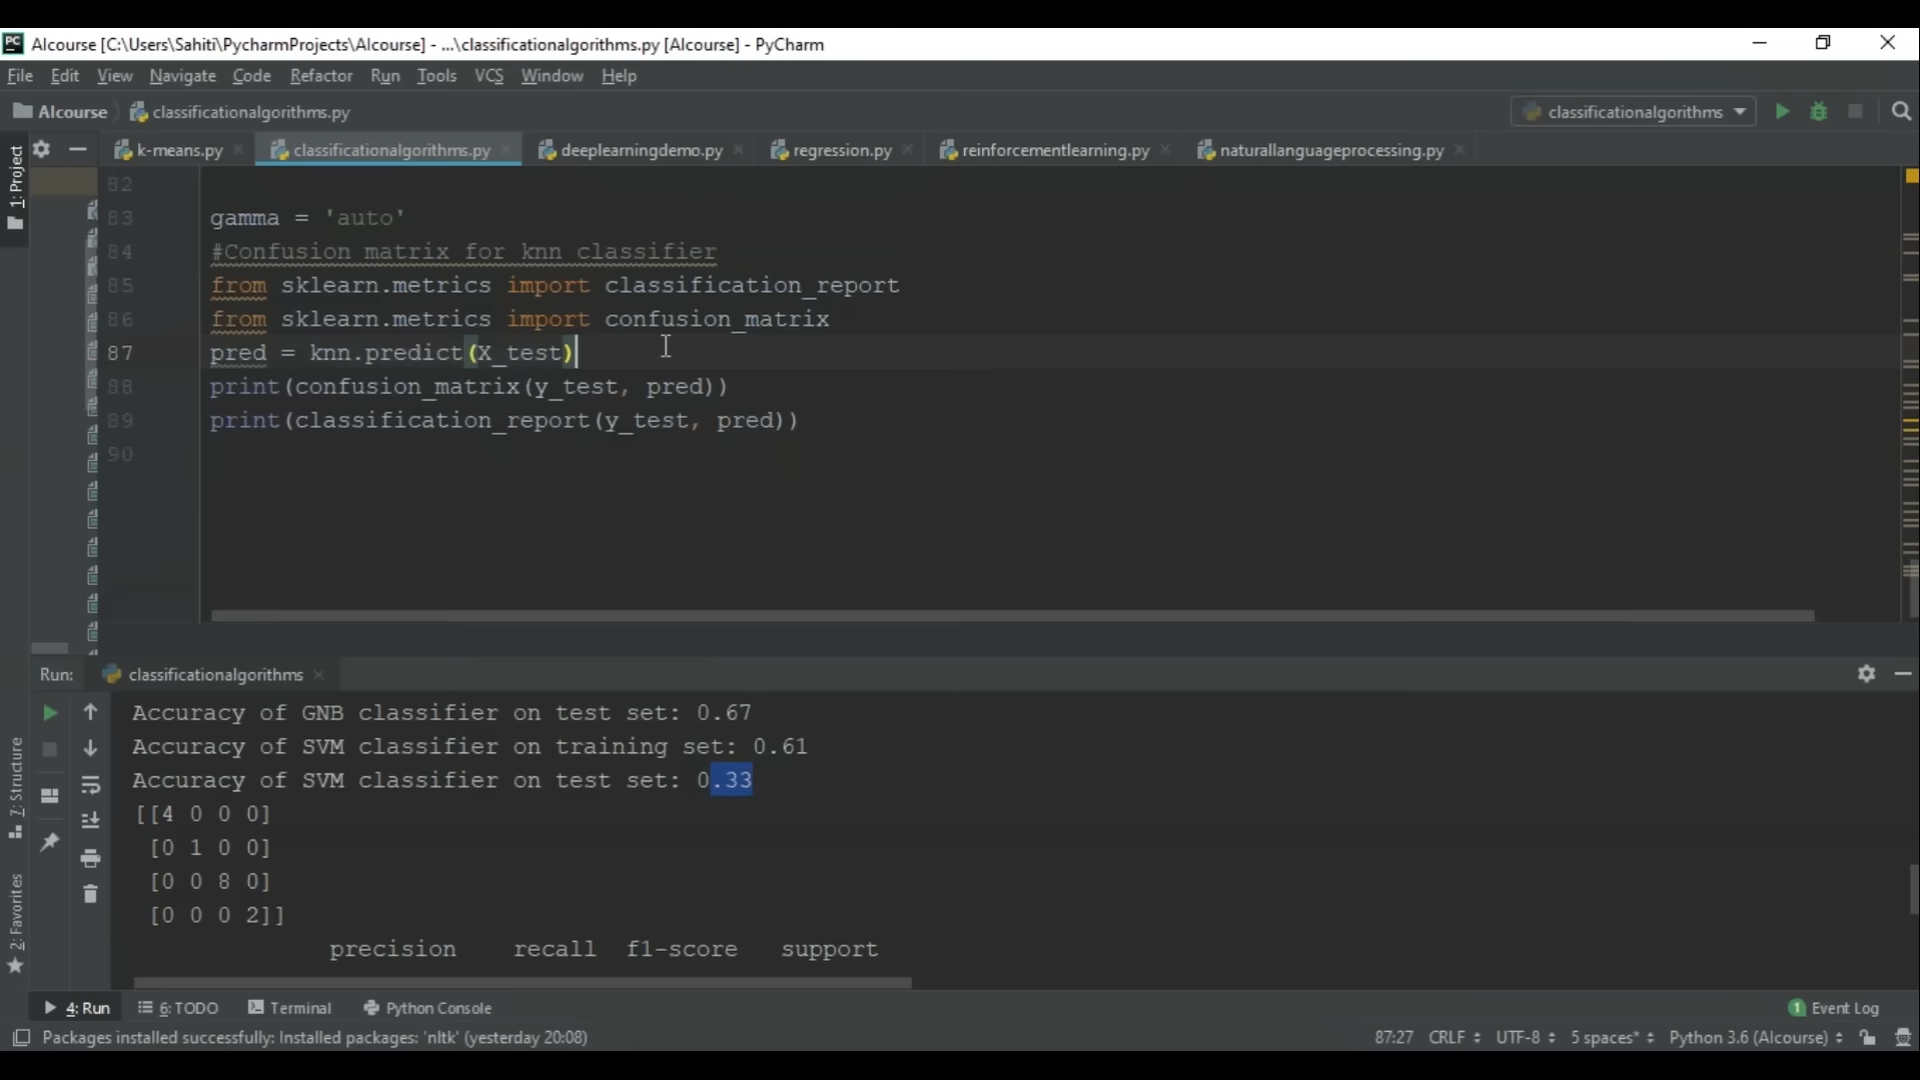 PC Alcourse [C:\Users\Sahiti\PycharmProjects\Alcourse] - ...\classificationalgorithms.py [Alcourse] - PyCharm
File Edit View Navigate Code Refactor Run Tools VCS Window Help
Alcourse classificationalgorithms.py classificationalgorithms
1: Project k-means.py classificationalgorithms.py deeplearningdemo.py regression.py reinforcementlearning.py naturallanguageprocessing.py
82
83 gamma = 'auto'
84 #Confusion matrix for knn classifier
85 from sklearn.metrics import classification_report
86 from sklearn.metrics import confusion_matrix
87 pred = knn.predict(X_test)
88 print(confusion_matrix(y_test, pred))
89 print(classification_report(y_test, pred))
90
Run: classificationalgorithms
Accuracy of GNB classifier on test set: 0.67
Accuracy of SVM classifier on training set: 0.61
Accuracy of SVM classifier on test set: 0.33
[[4 0 0 0]
[0 1 0 0]
[0 0 8 0]
[0 0 0 2]]
precision recall f1-score support
7: Structure
2: Favorites
4: Run 6: TODO Terminal Python Console 1 Event Log
Packages installed successfully: Installed packages: 'nltk' (yesterday 20:08) 87:27 CRLF UTF-8 5 spaces* Python 3.6 (Alcourse)